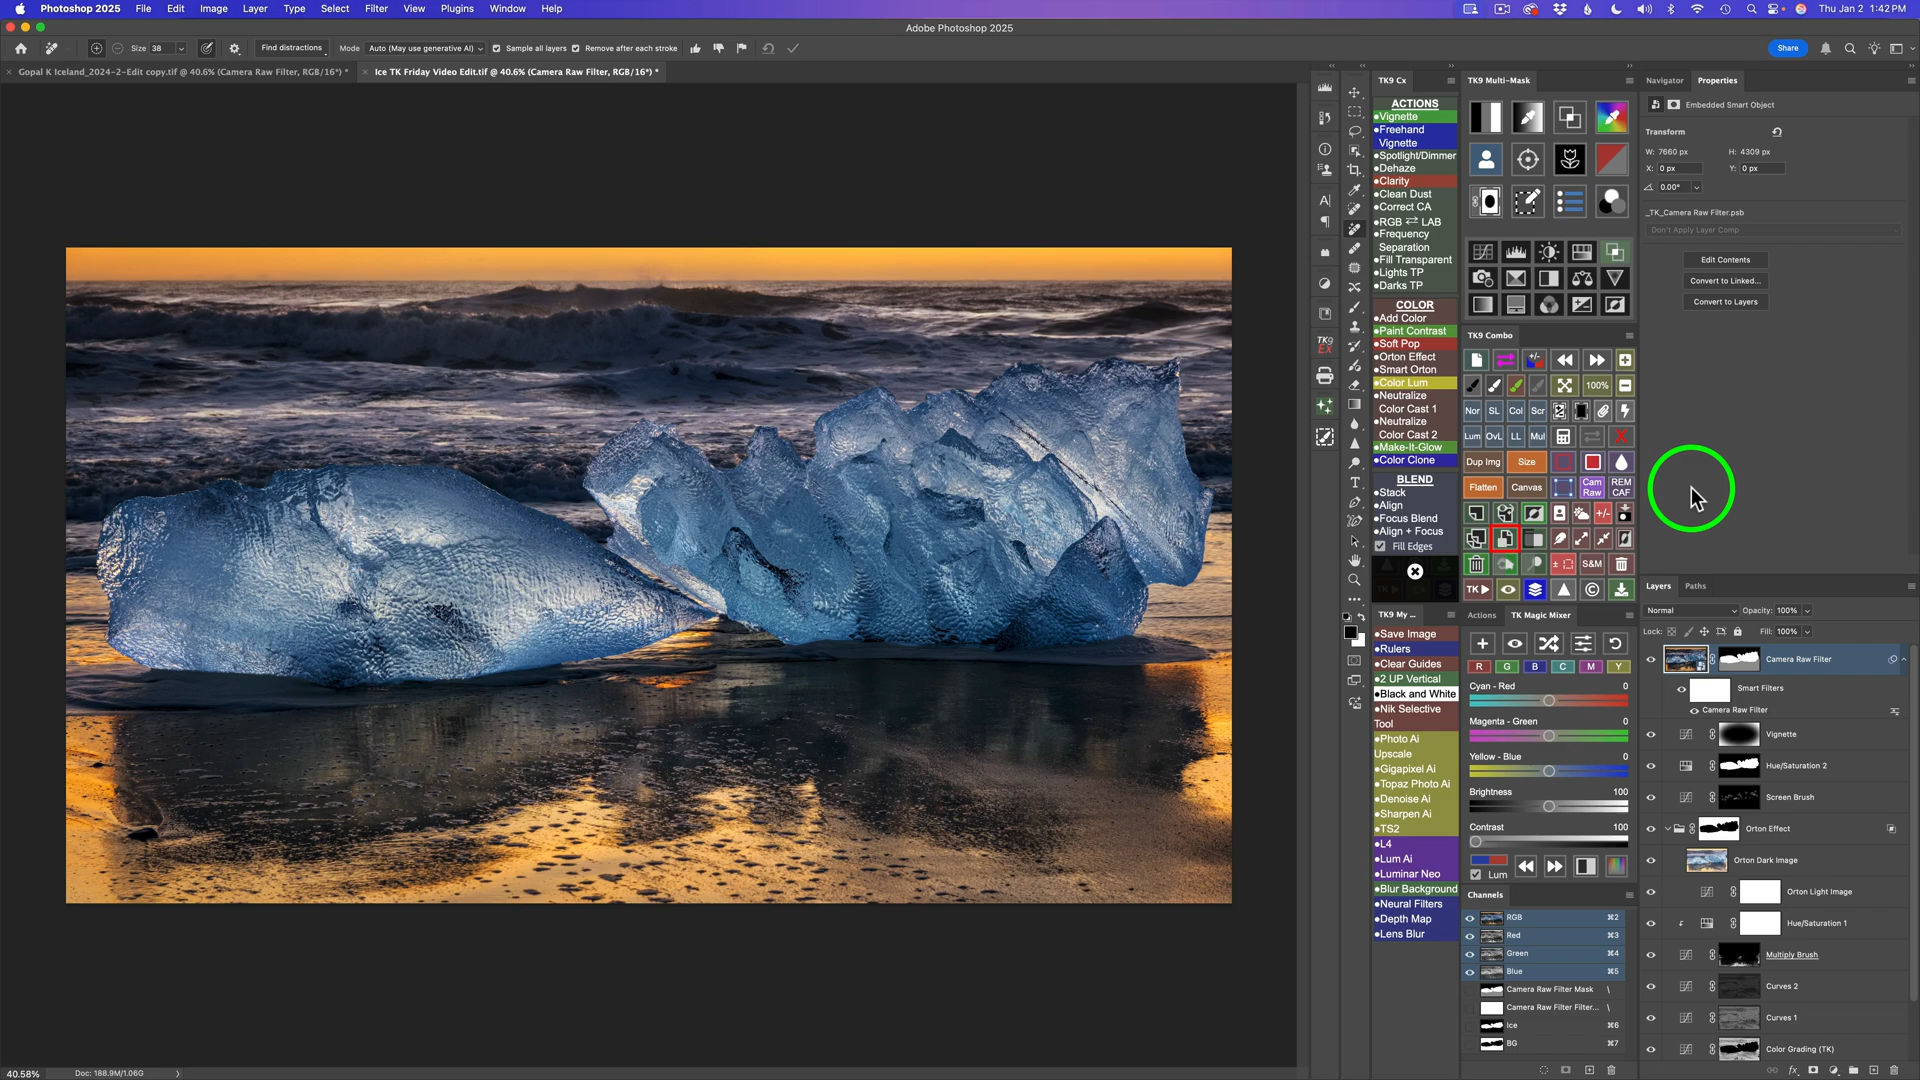 Photoshop 2025 File Edit Image Layer Type Select Filter View Plugins Window Help
Thu Jan 2 1:42 PM
Adobe Photoshop 2025
Size 38 Find distractions Mode Auto (May use generative AI) Sample all layers Remove after each stroke Share
Gopal K Iceland_2024-2-Edit copy.tif @ 40.6% (Camera Raw Filter, RGB/16*) *
Ice TK Friday Video Edit.tif @ 40.6% (Camera Raw Filter, RGB/16*) *
TK9 Cx
ACTIONS
Vignette
Freehand
Vignette
Spotlight/Dimmer
Dehaze
Clarity
Clean Dust
Correct CA
RGB ⇄ LAB
Frequency
Separation
Fill Transparent
Lights TP
Darks TP
COLOR
Add Color
Paint Contrast
Soft Pop
Orton Effect
Smart Orton
Color Lum
Neutralize
Color Cast 1
Neutralize
Color Cast 2
Make-It-Glow
Color Clone
BLEND
Stack
Align
Focus Blend
Align + Focus
Fill Edges
TK9 My ...
Save Image
Rulers
Clear Guides
2 UP Vertical
Black and White
Nik Selective
Tool
Photo Ai
Upscale
Gigapixel Ai
Topaz Photo Ai
Denoise Ai
Sharpen Ai
TS2
L4
Lum Ai
Luminar Neo
Blur Background
Neural Filters
Depth Map
Lens Blur
TK9
EX
TK9 Multi-Mask
TK9 Combo
100%
Nor SL Col Scr
Lum OvL LL Mul
Dup Img Size
Flatten Canvas Cam Raw REM CAF
+/-
S&M
TK
Actions TK Magic Mixer
R G B C M Y
Cyan - Red 0
Magenta - Green 0
Yellow - Blue 0
Brightness 100
Contrast 100
Lum
Channels
RGB ⌘2
Red ⌘3
Green ⌘4
Blue ⌘5
Camera Raw Filter Mask \
Camera Raw Filter Filter... \
Ice ⌘6
BG ⌘7
Navigator Properties
Embedded Smart Object
Transform
W: 7660 px H: 4309 px
X: 0 px Y: 0 px
0.00°
_TK_Camera Raw Filter.psb
Don't Apply Layer Comp
Edit Contents
Convert to Linked...
Convert to Layers
Layers Paths
Normal Opacity: 100%
Lock: Fill: 100%
Camera Raw Filter
Smart Filters
Camera Raw Filter
Vignette
Hue/Saturation 2
Screen Brush
Orton Effect
Orton Dark Image
Orton Light Image
Hue/Saturation 1
Multiply Brush
Curves 2
Curves 1
Color Grading (TK)
fx
40.58% Doc: 188.9M/1.06G